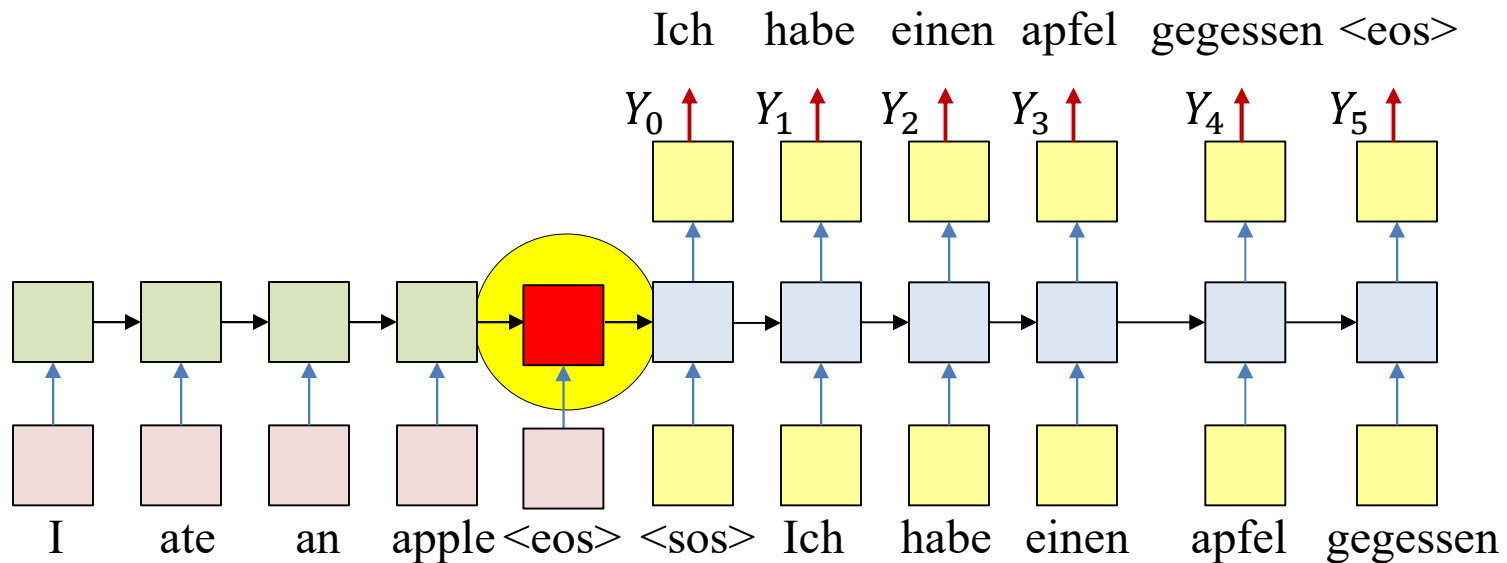 Ich habe einen apfel gegessen <eos>
Y₀ Y₁ Y₂ Y₃ Y₄ Y₅
I ate an apple <eos> <sos> Ich habe einen apfel gegessen